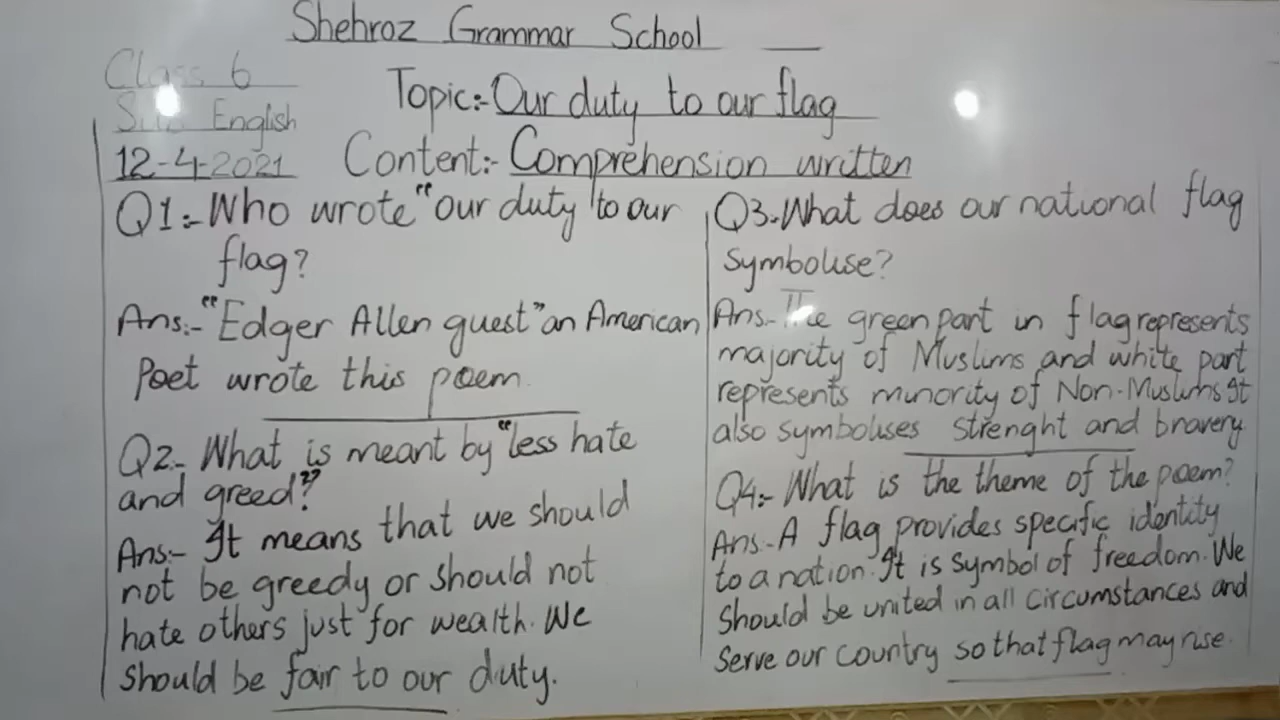 Shehroz Grammar School
Class 6
Sub English
12-4-2021
Topic:- Our duty to our flag
Content:- Comprehension written
Q1:- Who wrote "our duty to our
flag?
Ans:- "Edger Allen guest" an American
Poet wrote this poem.
Q2:- What is meant by "less hate
and greed?"
Ans:- It means that we should
not be greedy or should not
hate others just for wealth. We
should be fair to our duty.
Q3:- What does our national flag
symbolise?
Ans:- The green part in flag represents
majority of Muslims and white part
represents minority of Non-Muslims It
also symbolises strenght and bravery
Q4:- What is the theme of the poem?
Ans:- A flag provides specific identity
to a nation. It is symbol of freedom. We
should be united in all circumstances and
serve our country so that flag may rise.